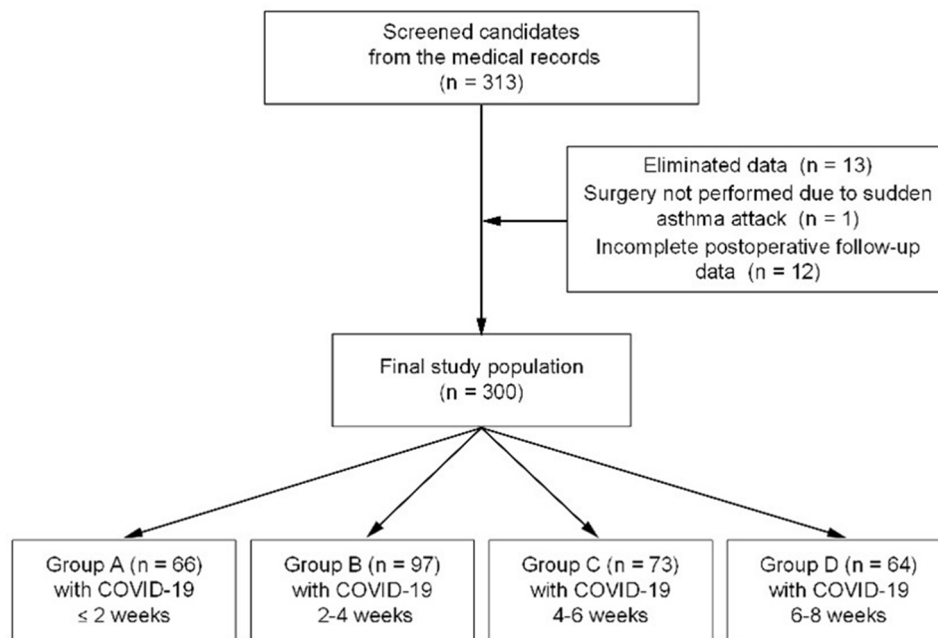 Screened candidates
from the medical records
(n = 313)
Eliminated data (n = 13)
Surgery not performed due to sudden
asthma attack (n = 1)
Incomplete postoperative follow-up
data (n = 12)
Final study population
(n = 300)
Group A (n = 66)
with COVID-19
≤ 2 weeks
Group B (n = 97)
with COVID-19
2-4 weeks
Group C (n = 73)
with COVID-19
4-6 weeks
Group D (n = 64)
with COVID-19
6-8 weeks